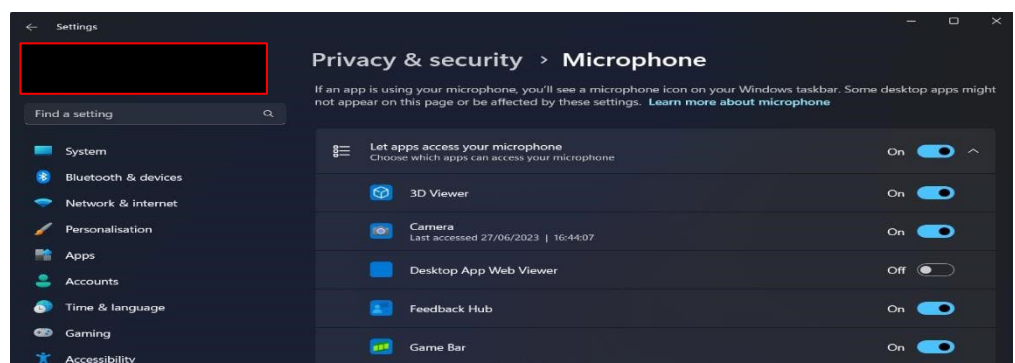 Settings
Privacy & security > Microphone
If an app is using your microphone, you'll see a microphone icon on your Windows taskbar. Some desktop apps might
not appear on this page or be affected by these settings. Learn more about microphone
Find a setting
Let apps access your microphone
Choose which apps can access your microphone
On
System
Bluetooth & devices
Network & internet
Personalisation
Apps
Accounts
Time & language
Gaming
Accessibility
3D Viewer
On
Camera
Last accessed 27/06/2023 | 16:44:07
On
Desktop App Web Viewer
Off
Feedback Hub
On
Game Bar
On